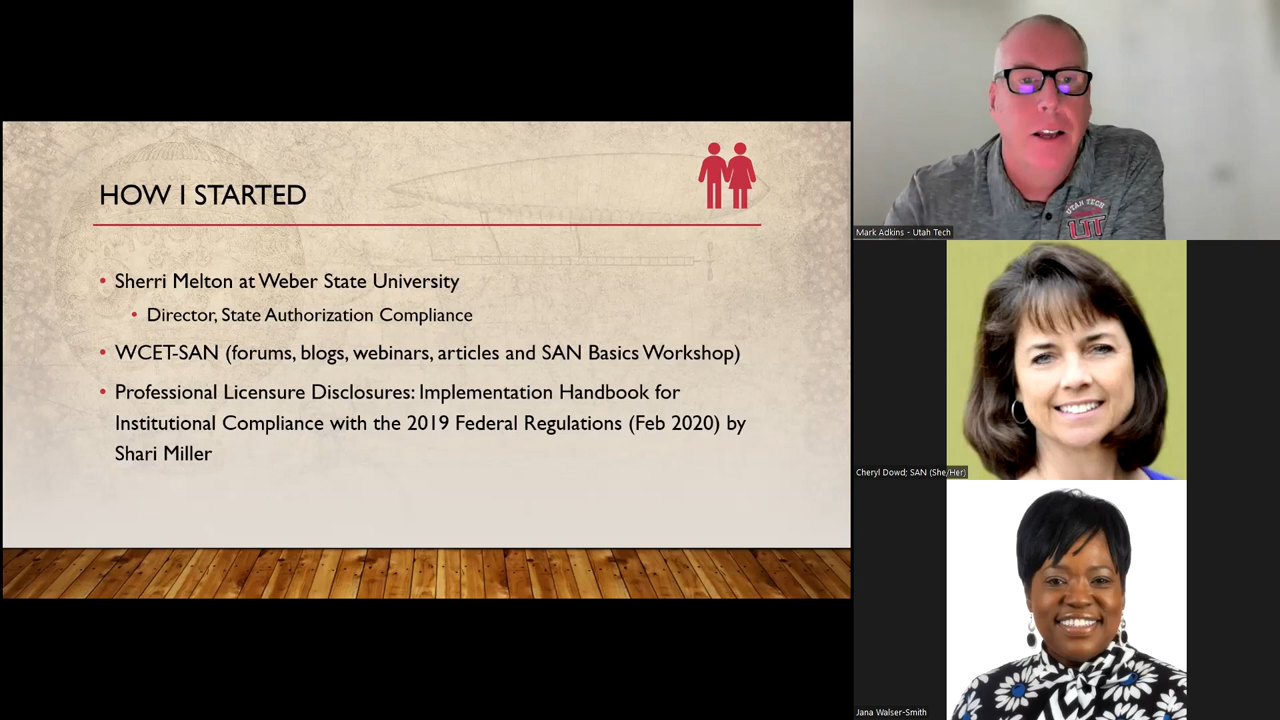 HOW I STARTED
• Sherri Melton at Weber State University
• Director, State Authorization Compliance
• WCET-SAN (forums, blogs, webinars, articles and SAN Basics Workshop)
• Professional Licensure Disclosures: Implementation Handbook for
Institutional Compliance with the 2019 Federal Regulations (Feb 2020) by
Shari Miller
UTAH TECH
UT
Mark Adkins - Utah Tech
Cheryl Dowd; SAN (She/Her)
Jana Walser-Smith